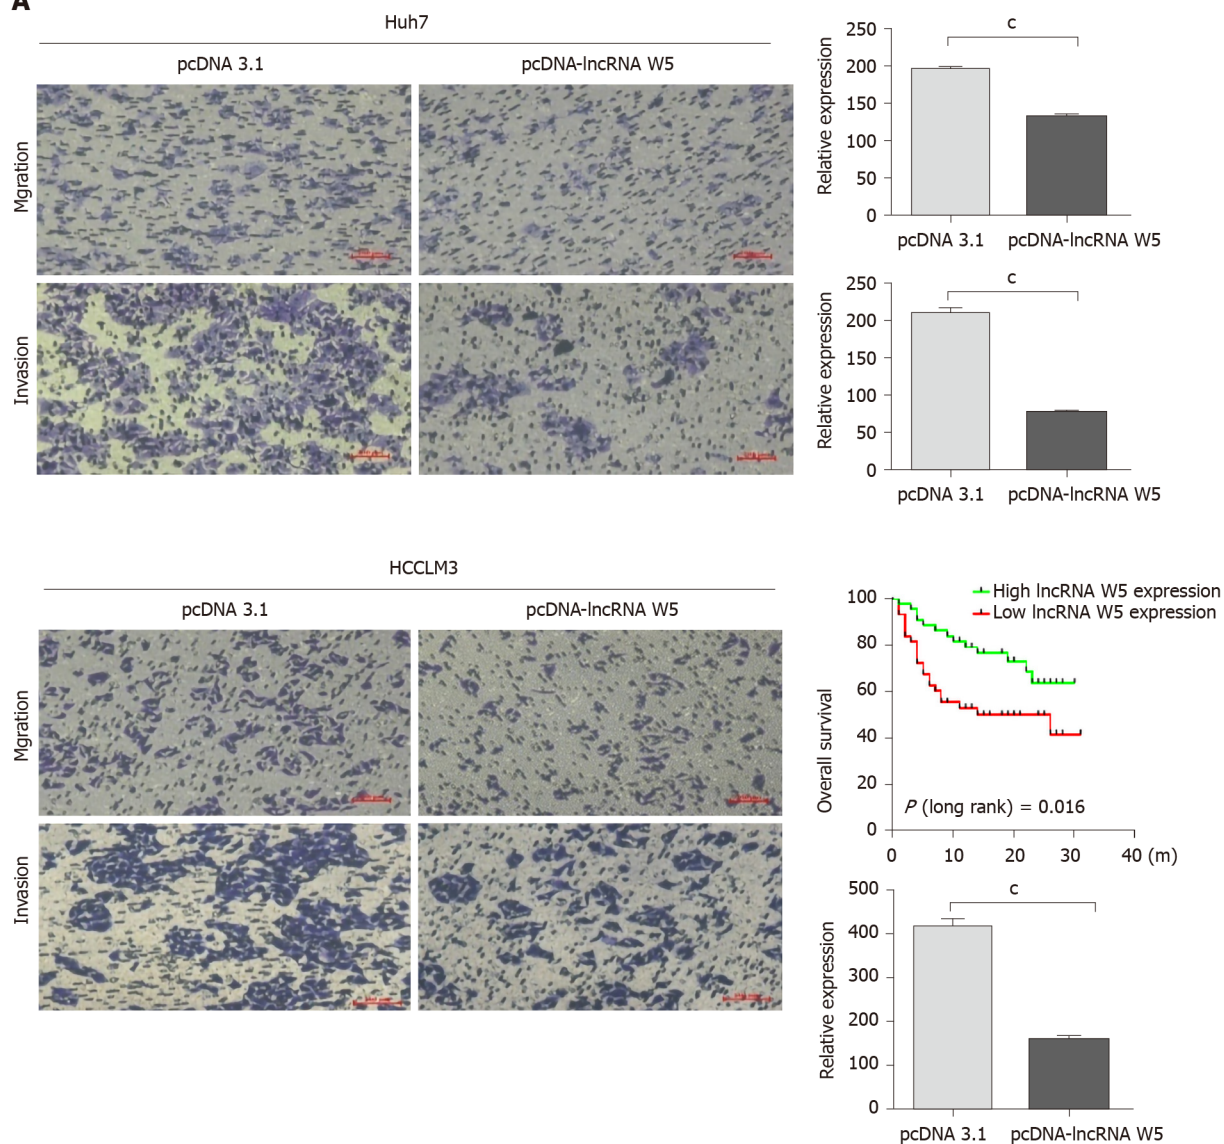 A
Huh7
pcDNA 3.1
pcDNA-lncRNA W5
Mgration
Invasion
c
250
200
150
100
50
0
Relative expression
pcDNA 3.1
pcDNA-lncRNA W5
c
250
200
150
100
50
0
Relative expression
pcDNA 3.1
pcDNA-lncRNA W5
HCCLM3
pcDNA 3.1
pcDNA-lncRNA W5
Mgration
Invasion
High lncRNA W5 expression
Low lncRNA W5 expression
100
80
60
40
20
0
Overall survival
P (long rank) = 0.016
0 10 20 30 40 (m)
c
500
400
300
200
100
0
Relative expression
pcDNA 3.1
pcDNA-lncRNA W5